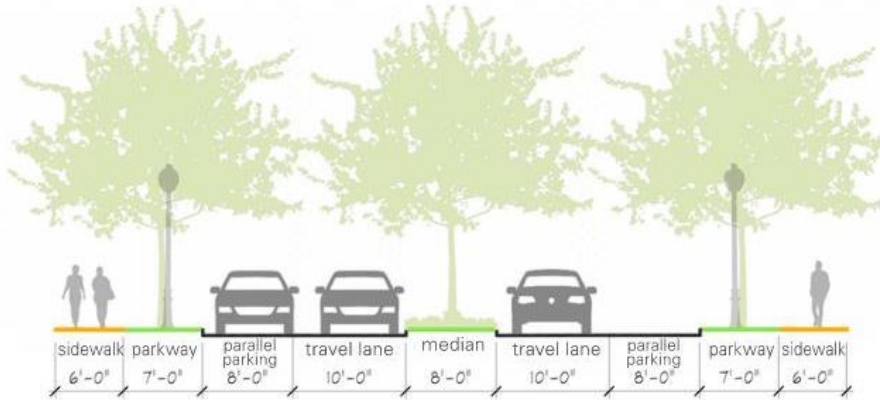 sidewalk parkway parallel parking travel lane median travel lane parallel parking parkway sidewalk
6'-0" 7'-0" 8'-0" 10'-0" 8'-0" 10'-0" 8'-0" 7'-0" 6'-0"